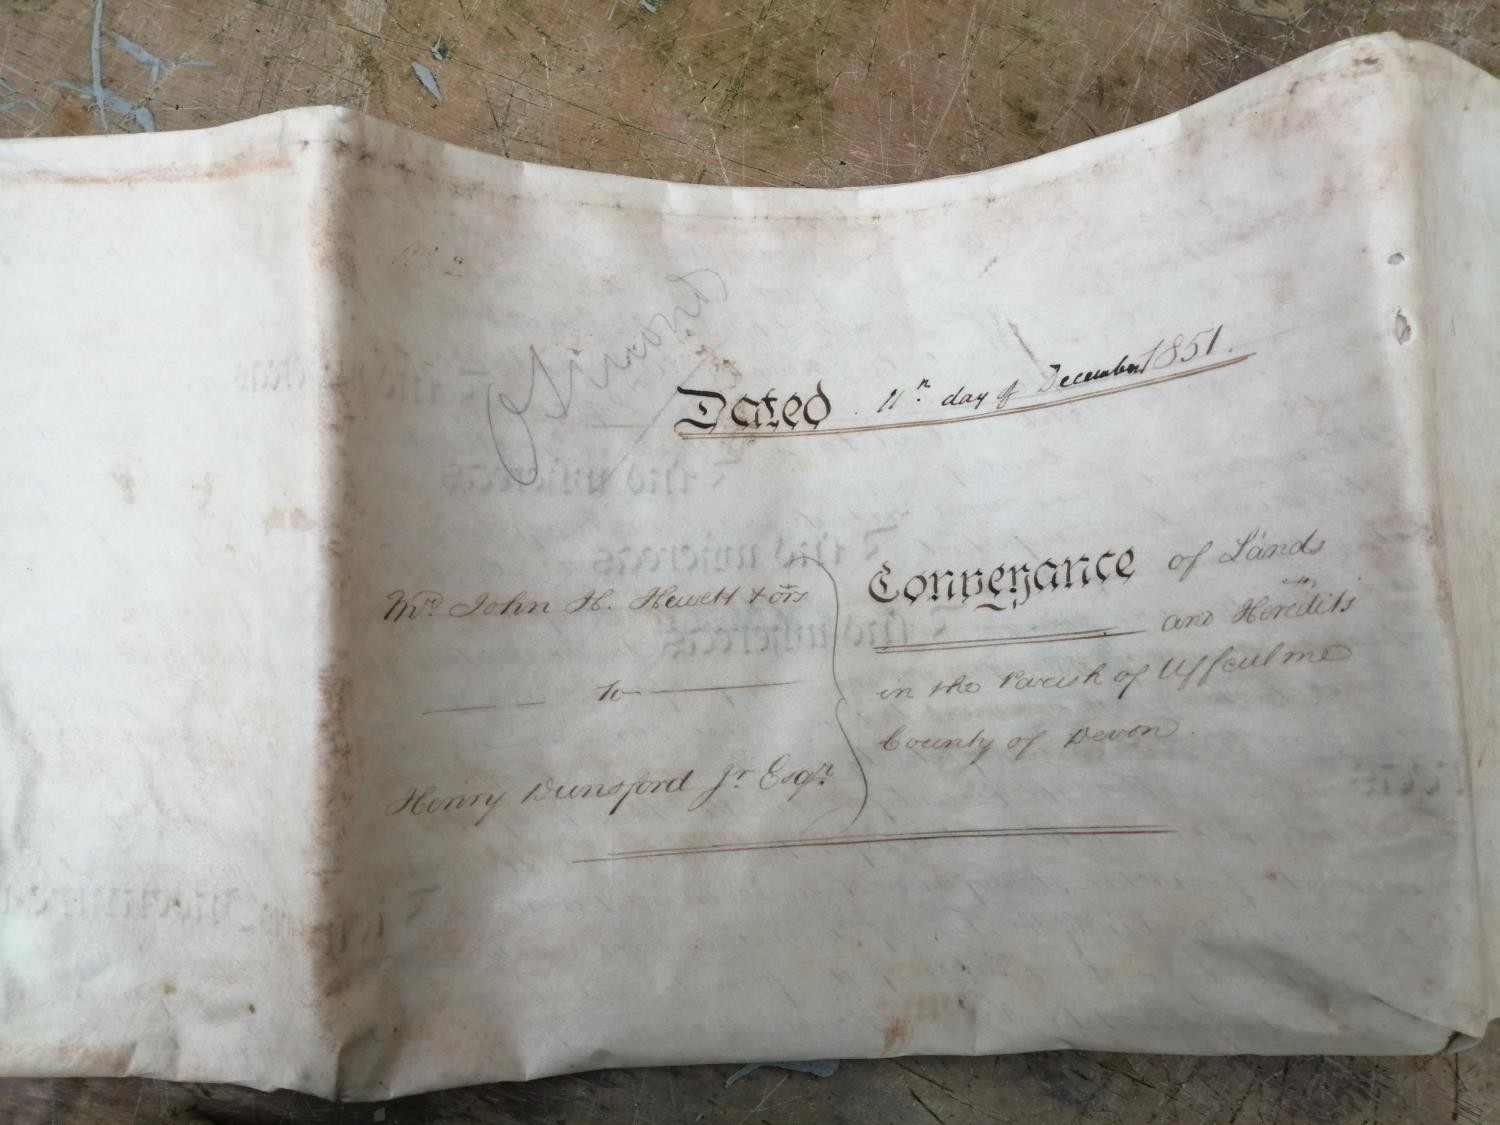 Dated 11th day of December 1851.
Mr John H. Hewett & ors
to
Henry Dunsford Jr Esqre
Conveyance of Lands
and Heredits
in the Parish of Uffculme
County of Devon